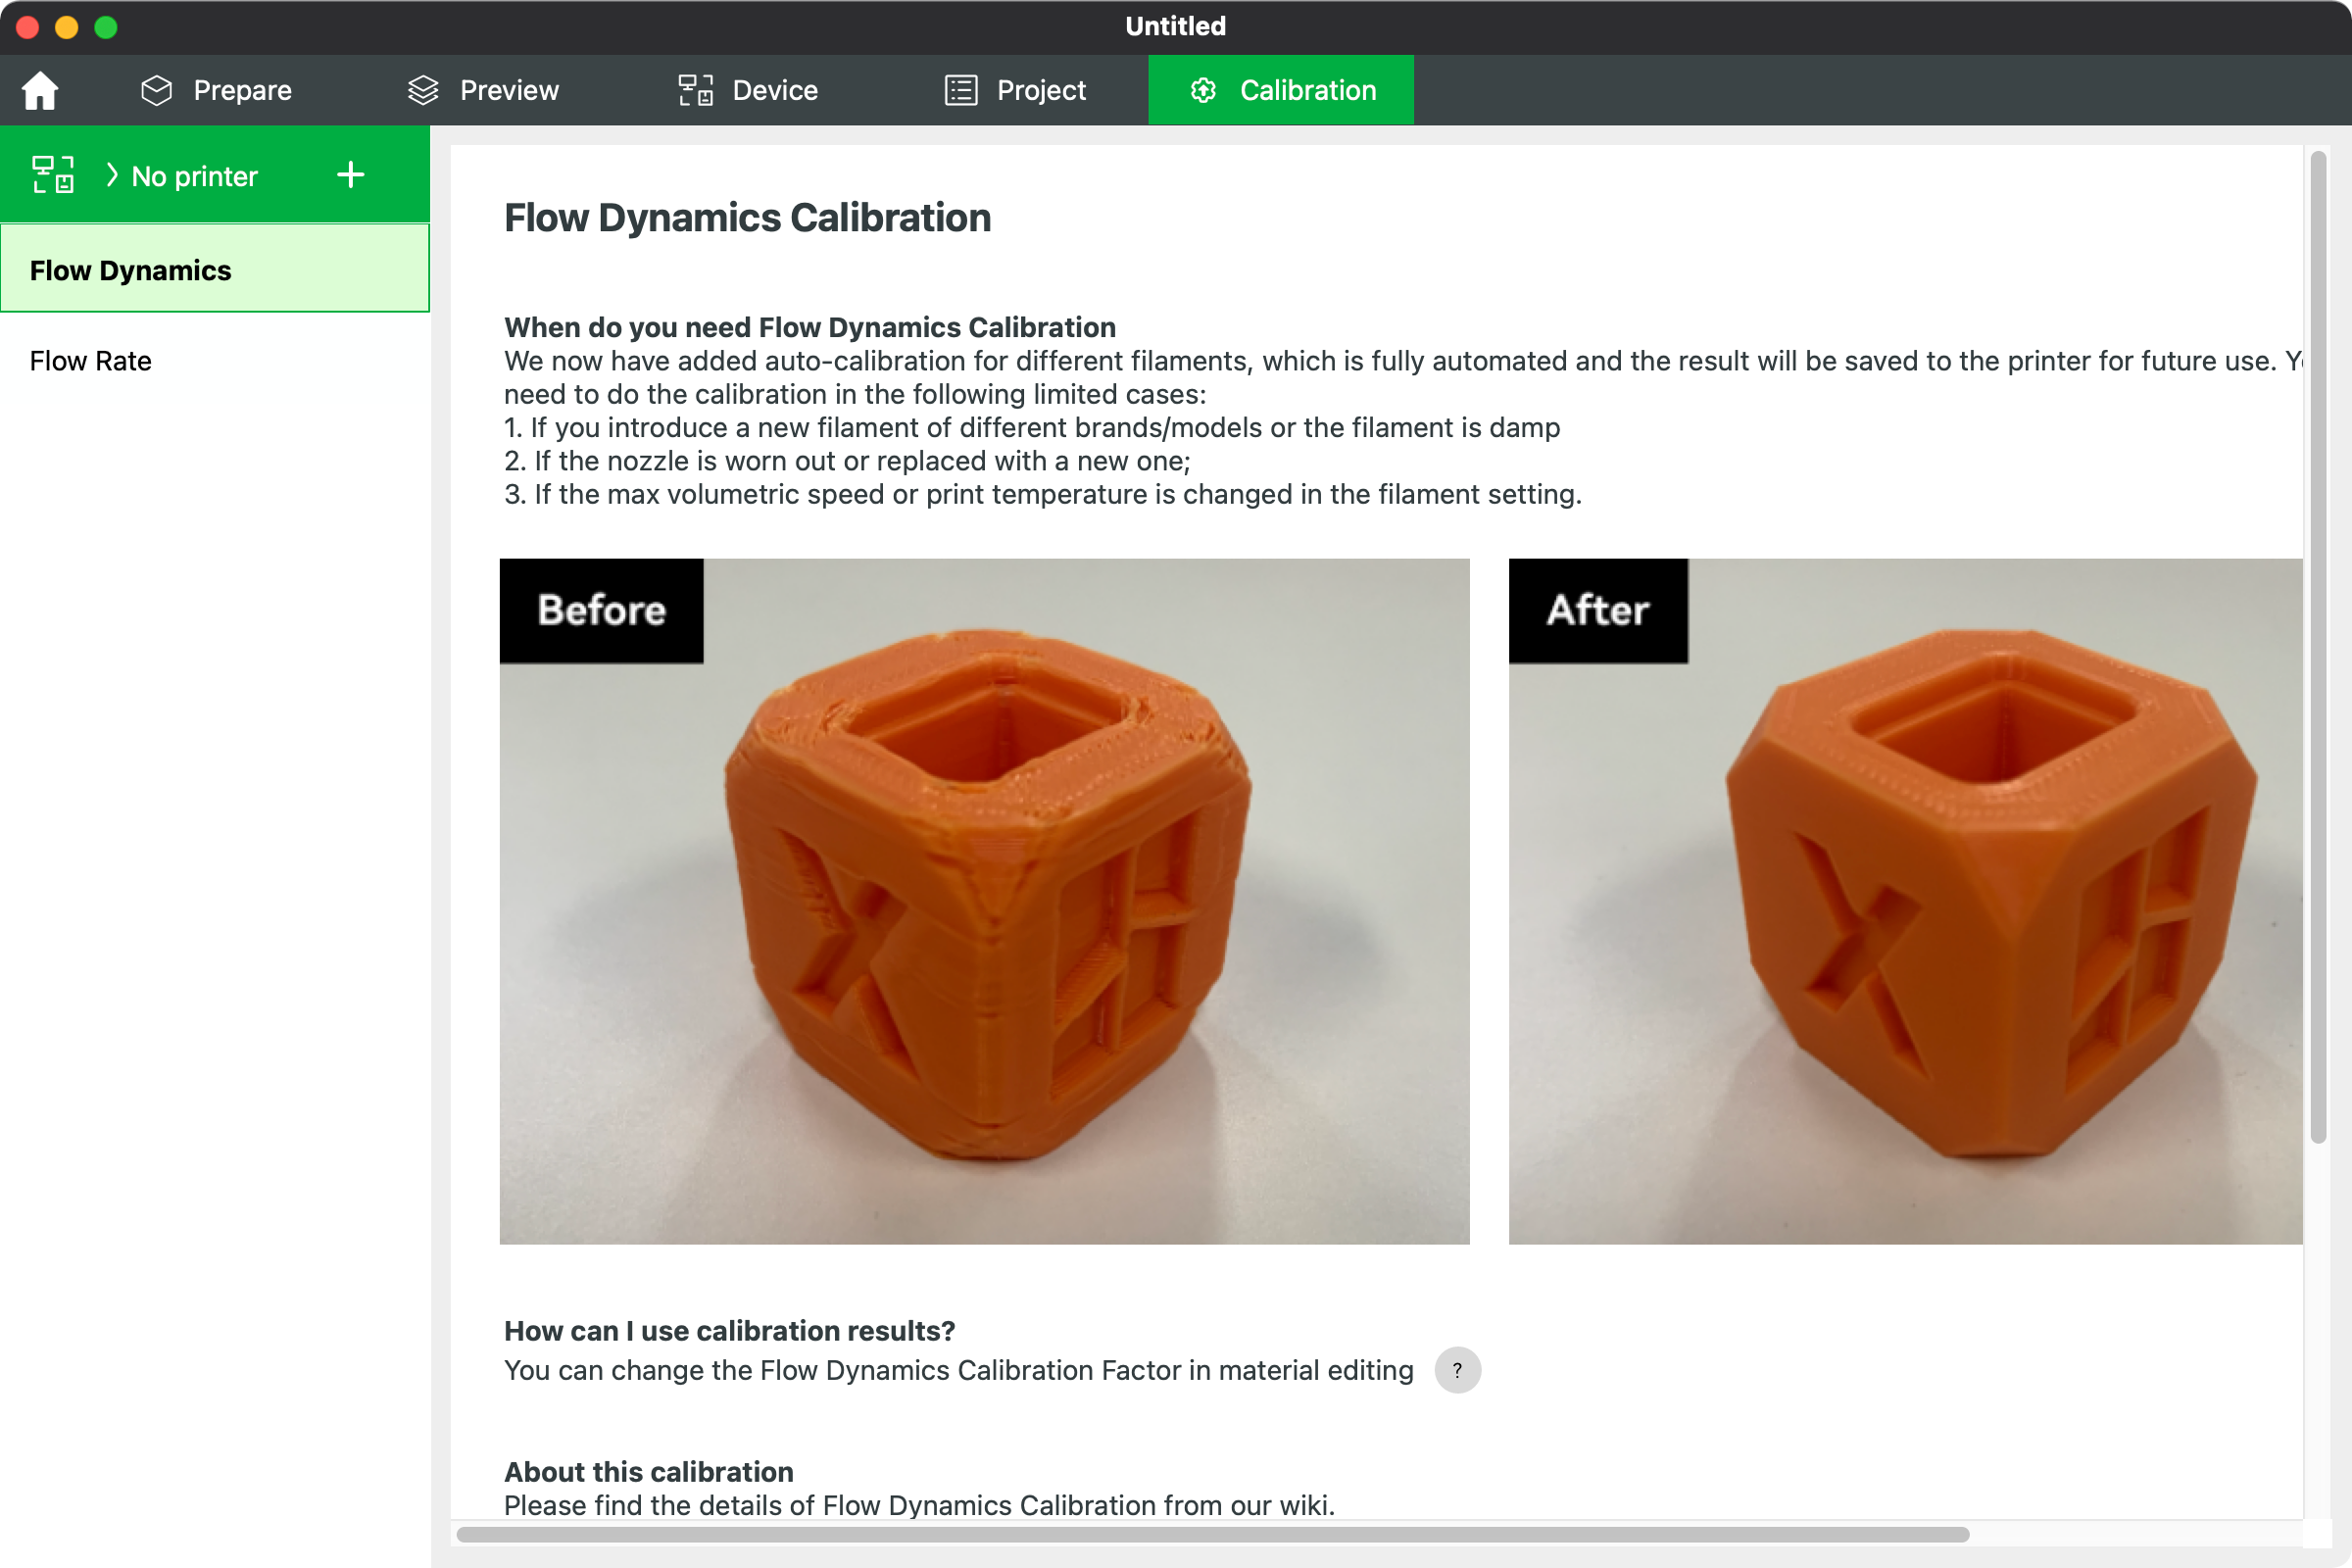 Untitled
Prepare
Preview
Device
Project
Calibration
No printer
Flow Dynamics
Flow Rate
Flow Dynamics Calibration
When do you need Flow Dynamics Calibration
We now have added auto-calibration for different filaments, which is fully automated and the result will be saved to the printer for future use.
need to do the calibration in the following limited cases:
1. If you introduce a new filament of different brands/models or the filament is damp
2. If the nozzle is worn out or replaced with a new one;
3. If the max volumetric speed or print temperature is changed in the filament setting.
Before
After
X
X
How can I use calibration results?
You can change the Flow Dynamics Calibration Factor in material editing
?
About this calibration
Please find the details of Flow Dynamics Calibration from our wiki.